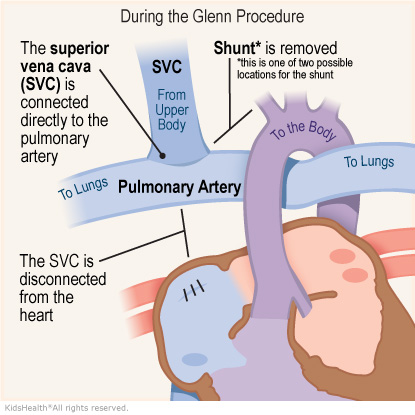 During the Glenn Procedure
The superior
vena cava
(SVC) is
connected
directly to the
pulmonary
artery
SVC
From
Upper
Body
Shunt* is removed
*this is one of two possible
locations for the shunt
To the Body
To Lungs
Pulmonary Artery
To Lungs
The SVC is
disconnected
from the
heart
KidsHealth® All rights reserved.